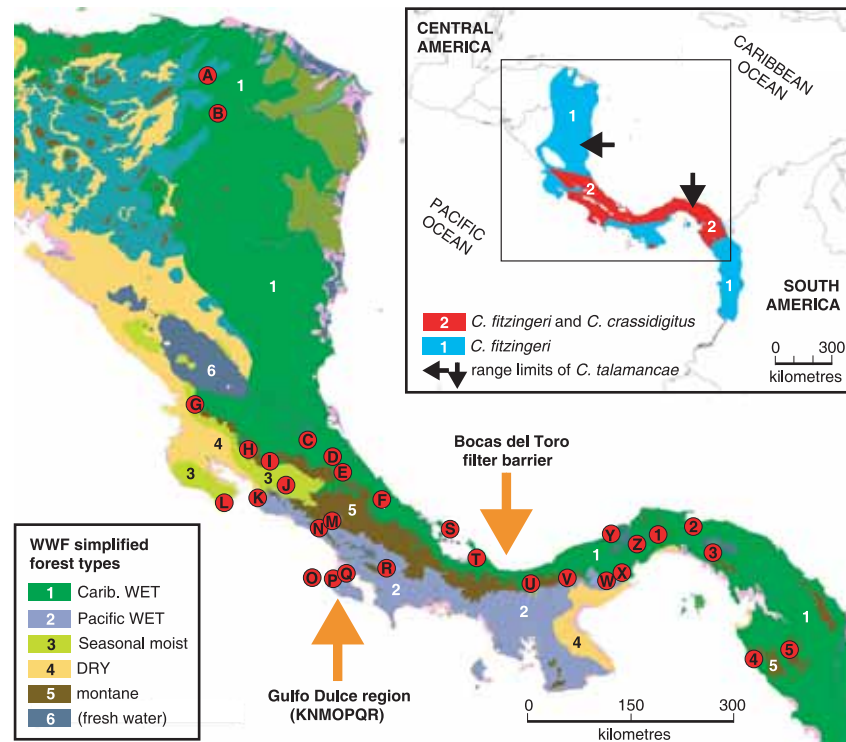 A
B
1
1
6
G
4
3
H
I
3
J
K
L
C
D
E
F
5
N
M
O
P
Q
R
2
S
T
U
V
2
4
1
W
X
Y
Z
1
2
3
1
4
5
5
CENTRAL
AMERICA
CARIBBEAN
OCEAN
PACIFIC
OCEAN
SOUTH
AMERICA
1
2
2
1
2 C. fitzingeri and C. crassidigitus
1 C. fitzingeri
range limits of C. talamancae
0 300
kilometres
Bocas del Toro
filter barrier
Gulfo Dulce region
(KNMOPQR)
WWF simplified
forest types
1 Carib. WET
2 Pacific WET
3 Seasonal moist
4 DRY
5 montane
6 (fresh water)
0 150 300
kilometres